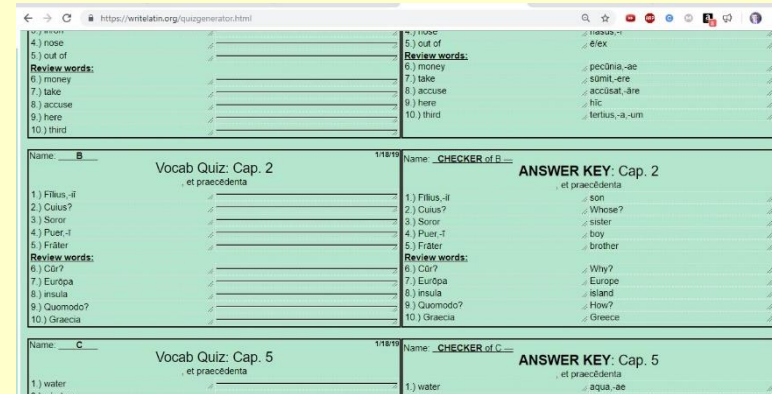 https://writelatin.org/quizgenerator.html
4.) nose
5.) out of
Review words:
6.) money
7.) take
8.) accuse
9.) here
10.) third
5.) out of ē/ex
Review words:
6.) money pecūnia,-ae
7.) take sūmit,-ere
8.) accuse accūsat,-āre
9.) here hīc
10.) third tertius,-a,-um
Name: B 1/18/19
Vocab Quiz: Cap. 2
, et praecēdenta
1.) Fīlius,-iī
2.) Cuius?
3.) Soror
4.) Puer,-ī
5.) Frāter
Review words:
6.) Cūr?
7.) Eurōpa
8.) insula
9.) Quomodo?
10.) Graecia
Name: CHECKER of B —
ANSWER KEY: Cap. 2
, et praecēdenta
1.) Fīlius,-iī son
2.) Cuius? Whose?
3.) Soror sister
4.) Puer,-ī boy
5.) Frāter brother
Review words:
6.) Cūr? Why?
7.) Eurōpa Europe
8.) insula island
9.) Quomodo? How?
10.) Graecia Greece
Name: C 1/18/19
Vocab Quiz: Cap. 5
, et praecēdenta
1.) water
Name: CHECKER of C —
ANSWER KEY: Cap. 5
, et praecēdenta
1.) water aqua,-ae